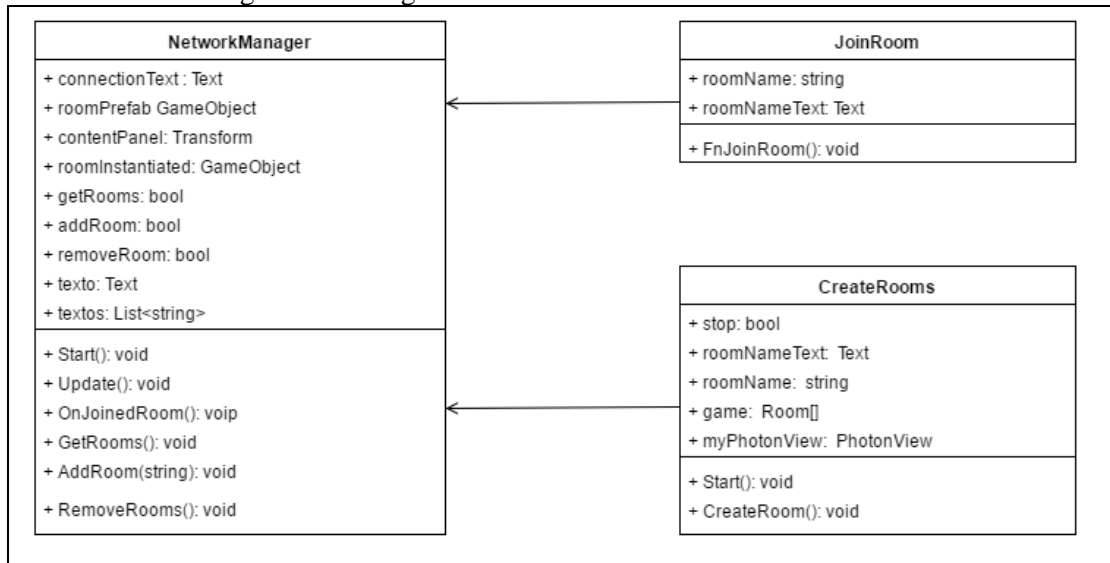 NetworkManager
+ connectionText : Text
+ roomPrefab GameObject
+ contentPanel: Transform
+ roomInstantiated: GameObject
+ getRooms: bool
+ addRoom: bool
+ removeRoom: bool
+ texto: Text
+ textos: List<string>
+ Start(): void
+ Update(): void
+ OnJoinedRoom(): voip
+ GetRooms(): void
+ AddRoom(string): void
+ RemoveRooms(): void
JoinRoom
+ roomName: string
+ roomNameText: Text
+ FnJoinRoom(): void
CreateRooms
+ stop: bool
+ roomNameText: Text
+ roomName: string
+ game: Room[]
+ myPhotonView: PhotonView
+ Start(): void
+ CreateRoom(): void